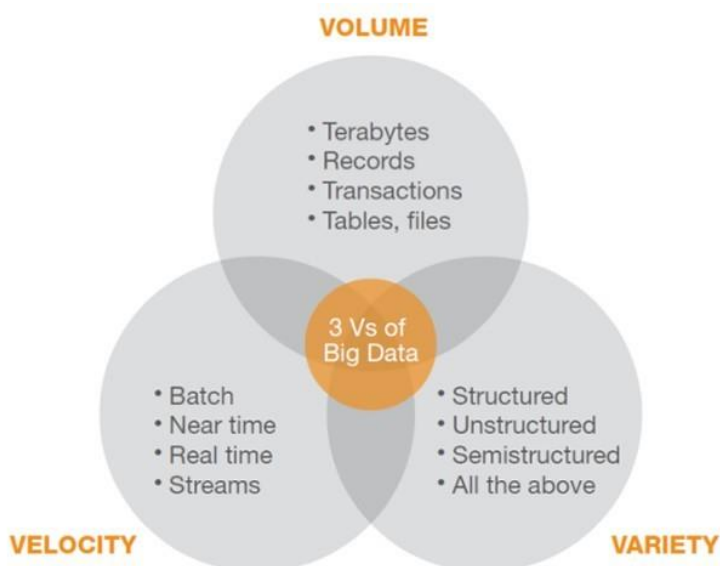 VOLUME
• Terabytes
• Records
• Transactions
• Tables, files
3 Vs of
Big Data
• Batch
• Near time
• Real time
• Streams
• Structured
• Unstructured
• Semistructured
• All the above
VELOCITY
VARIETY